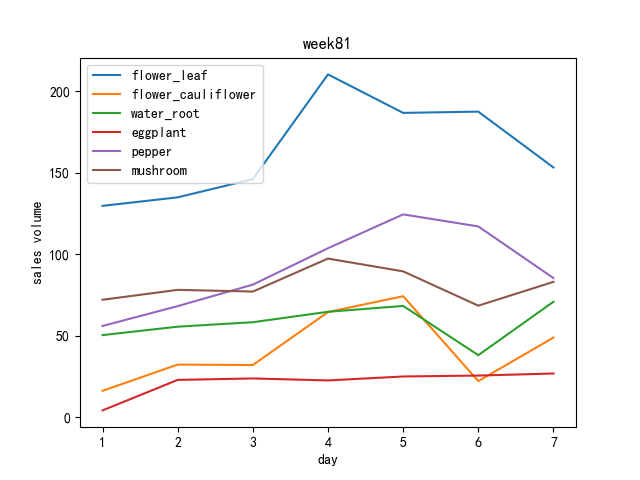 week81
flower_leaf
flower_cauliflower
water_root
eggplant
pepper
mushroom
sales volume
200
150
100
50
0
1 2 3 4 5 6 7
day